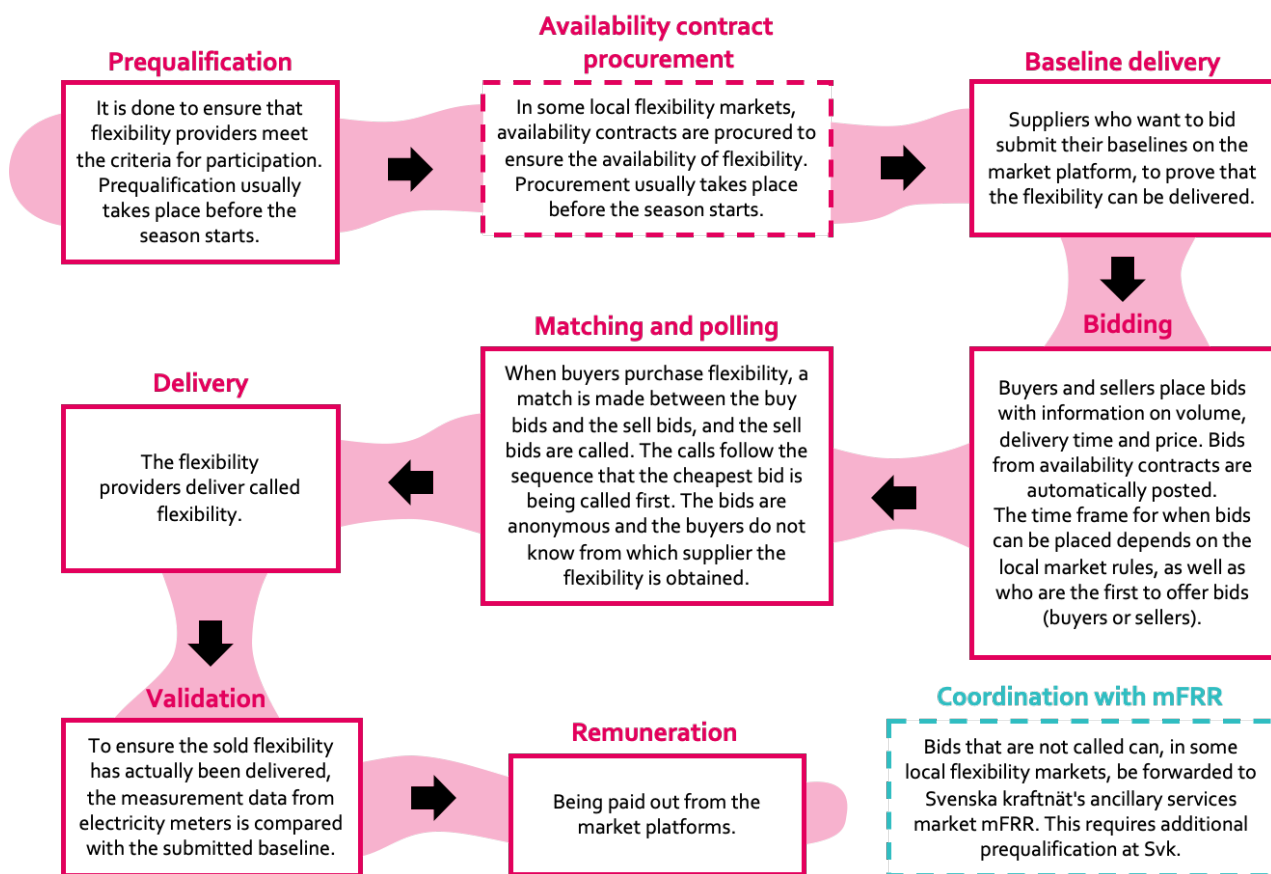 Prequalification
It is done to ensure that
flexibility providers meet
the criteria for participation.
Prequalification usually
takes place before the
season starts.
Availability contract
procurement
In some local flexibility markets,
availability contracts are procured to
ensure the availability of flexibility.
Procurement usually takes place
before the season starts.
Baseline delivery
Suppliers who want to bid
submit their baselines on the
market platform, to prove that
the flexibility can be delivered.
Bidding
Buyers and sellers place bids
with information on volume,
delivery time and price. Bids
from availability contracts are
automatically posted.
The time frame for when bids
can be placed depends on the
local market rules, as well as
who are the first to offer bids
(buyers or sellers).
Matching and polling
When buyers purchase flexibility, a
match is made between the buy
bids and the sell bids, and the sell
bids are called. The calls follow the
sequence that the cheapest bid is
being called first. The bids are
anonymous and the buyers do not
know from which supplier the
flexibility is obtained.
Delivery
The flexibility
providers deliver called
flexibility.
Validation
To ensure the sold flexibility
has actually been delivered,
the measurement data from
electricity meters is compared
with the submitted baseline.
Remuneration
Being paid out from the
market platforms.
Coordination with mFRR
Bids that are not called can, in some
local flexibility markets, be forwarded to
Svenska kraftnät's ancillary services
market mFRR. This requires additional
prequalification at Svk.